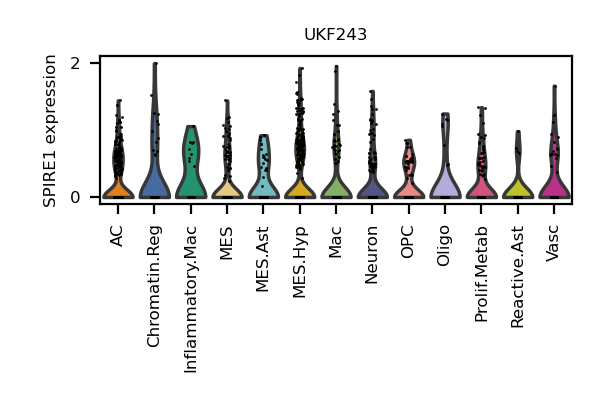 UKF243
SPIRE1 expression
2
0
AC
Chromatin.Reg
Inflammatory.Mac
MES
MES.Ast
MES.Hyp
Mac
Neuron
OPC
Oligo
Prolif.Metab
Reactive.Ast
Vasc